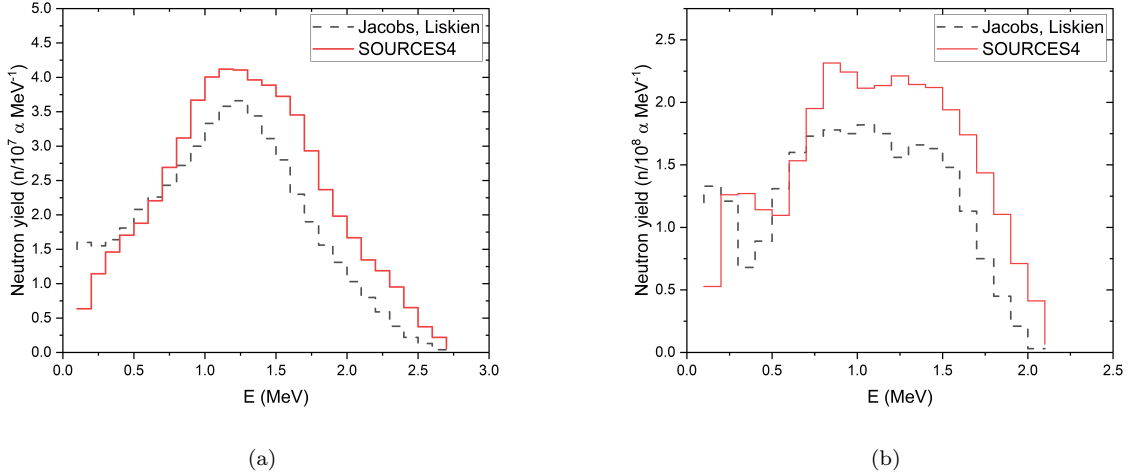 5.0
4.5
4.0
3.5
3.0
2.5
2.0
1.5
1.0
0.5
0.0
Neutron yield (n/10⁷ α MeV⁻¹)
Jacobs, Liskien
SOURCES4
0.0 0.5 1.0 1.5 2.0 2.5 3.0
E (MeV)
(a)
2.5
2.0
1.5
1.0
0.5
0.0
Neutron yield (n/10⁸ α MeV⁻¹)
Jacobs, Liskien
SOURCES4
0.0 0.5 1.0 1.5 2.0 2.5
E (MeV)
(b)